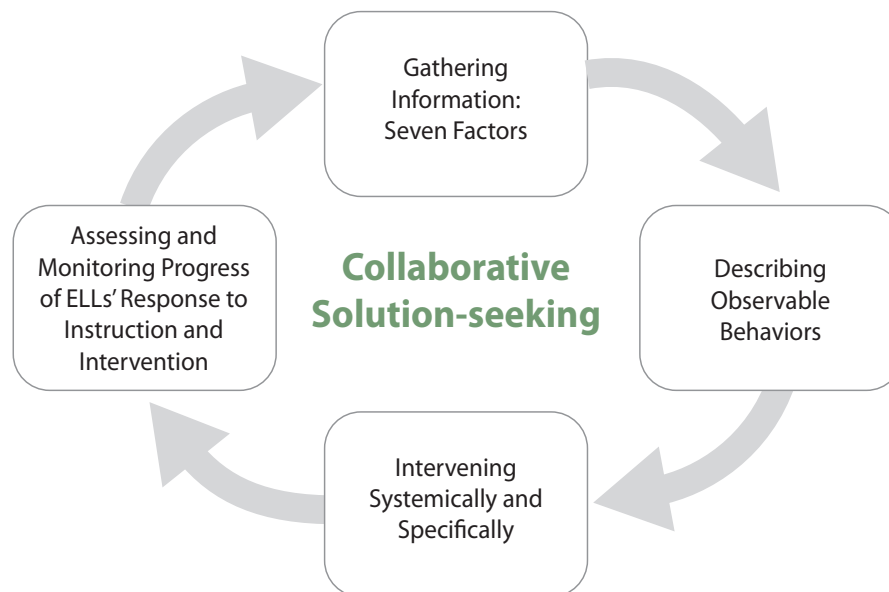 Gathering
Information:
Seven Factors
Describing
Observable
Behaviors
Intervening
Systemically and
Specifically
Assessing and
Monitoring Progress
of ELLs’ Response to
Instruction and
Intervention
Collaborative
Solution-seeking